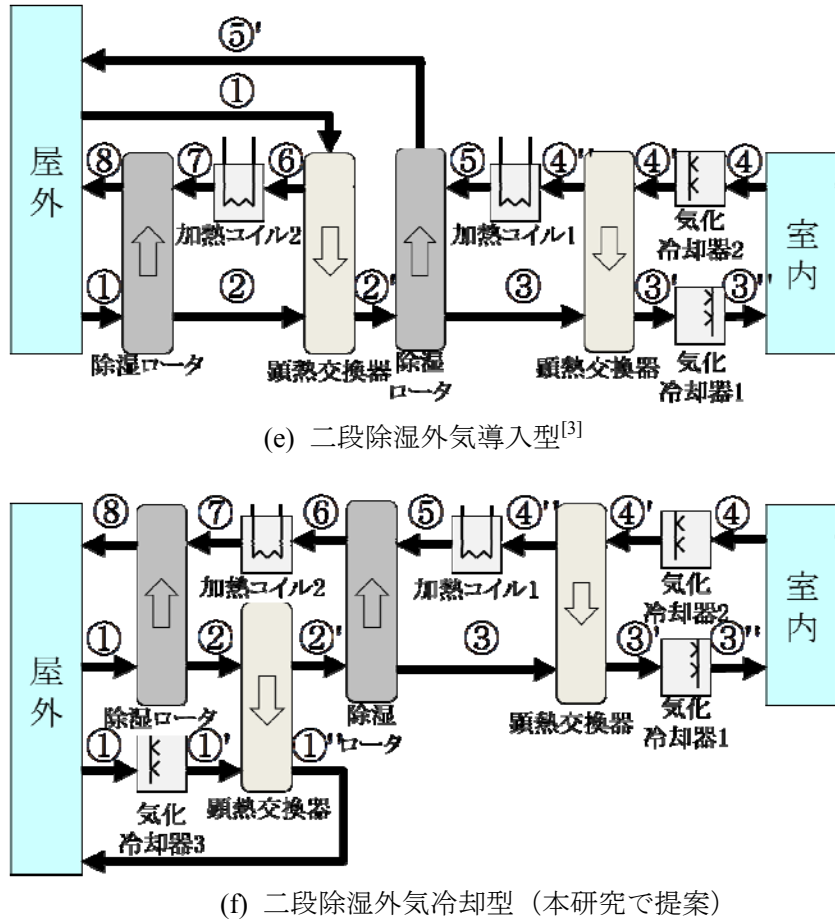 ⑤'
①
⑧ ⑦ ⑥ ⑤ ④'' ④' ④
屋外
加熱コイル2
加熱コイル1
気化
冷却器2
室内
① ② ②' ③ ③' ③''
除湿ロータ
顕熱交換器
除湿
ロータ
顕熱交換器
気化
冷却器1
(e) 二段除湿外気導入型[3]
⑧ ⑦ ⑥ ⑤ ④'' ④' ④
屋外
加熱コイル2
加熱コイル1
気化
冷却器2
室内
① ② ②' ③ ③' ③''
除湿ロータ
除湿
ロータ
顕熱交換器
気化
冷却器1
① ①' ①''
気化
冷却器3
顕熱交換器
(f) 二段除湿外気冷却型（本研究で提案）